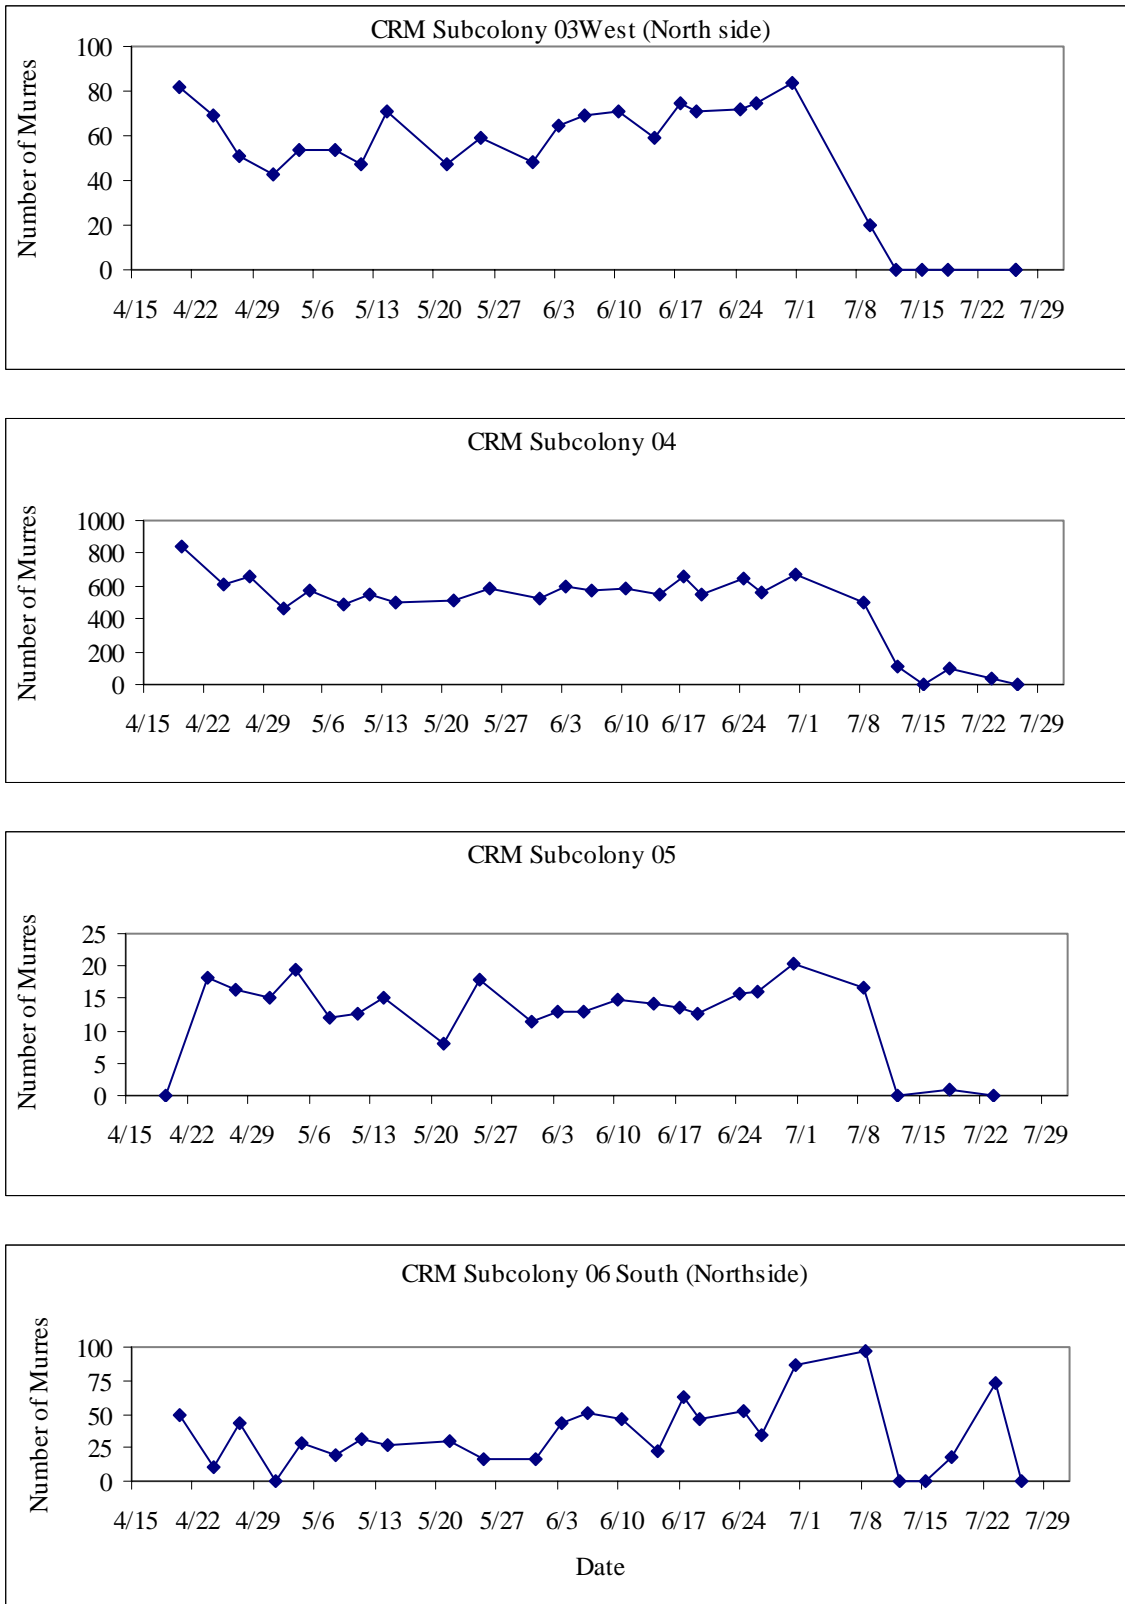 CRM Subcolony 03West (North side)
Number of Murres
100
80
60
40
20
0
4/15 4/22 4/29 5/6 5/13 5/20 5/27 6/3 6/10 6/17 6/24 7/1 7/8 7/15 7/22 7/29
CRM Subcolony 04
Number of Murres
1000
800
600
400
200
0
4/15 4/22 4/29 5/6 5/13 5/20 5/27 6/3 6/10 6/17 6/24 7/1 7/8 7/15 7/22 7/29
CRM Subcolony 05
Number of Murres
25
20
15
10
5
0
4/15 4/22 4/29 5/6 5/13 5/20 5/27 6/3 6/10 6/17 6/24 7/1 7/8 7/15 7/22 7/29
CRM Subcolony 06 South (Northside)
Number of Murres
100
75
50
25
0
4/15 4/22 4/29 5/6 5/13 5/20 5/27 6/3 6/10 6/17 6/24 7/1 7/8 7/15 7/22 7/29
Date